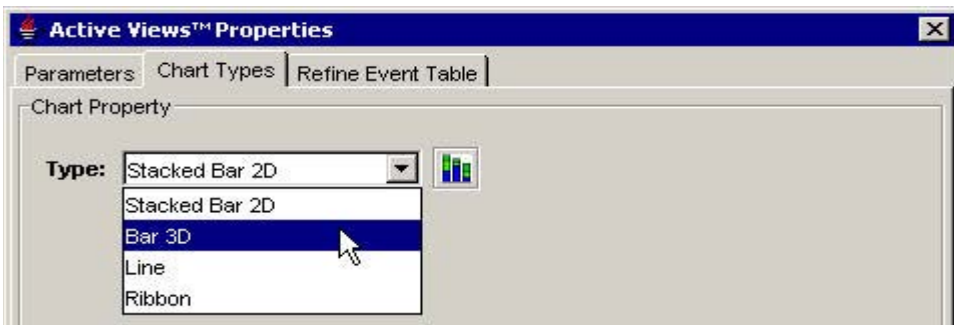 Active Views™ Properties
Parameters Chart Types Refine Event Table
Chart Property
Type: Stacked Bar 2D
Stacked Bar 2D
Bar 3D
Line
Ribbon